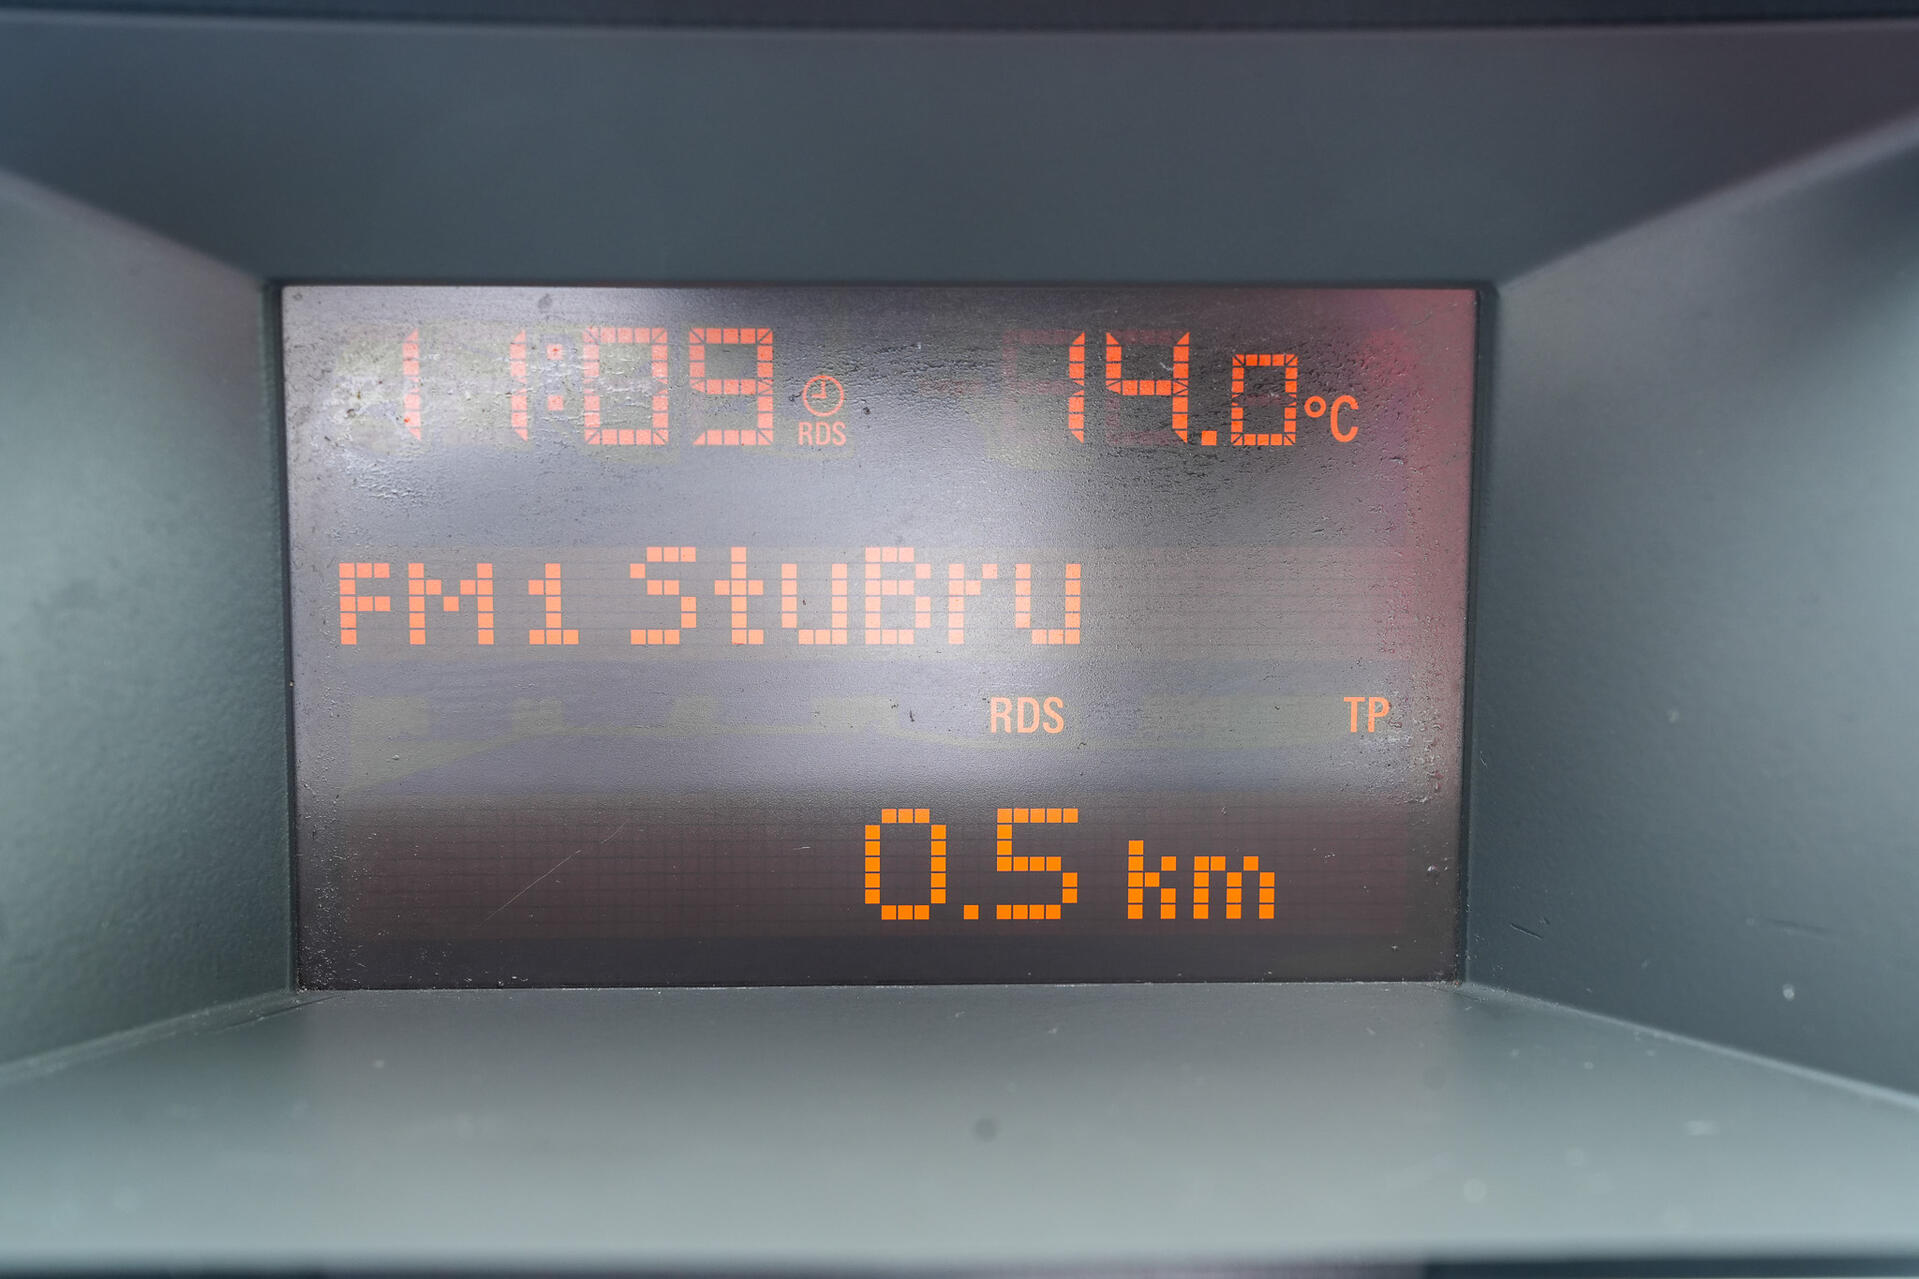 11:09 RDS 14.0 °C
FM1 StuBru
RDS TP
0.5 km